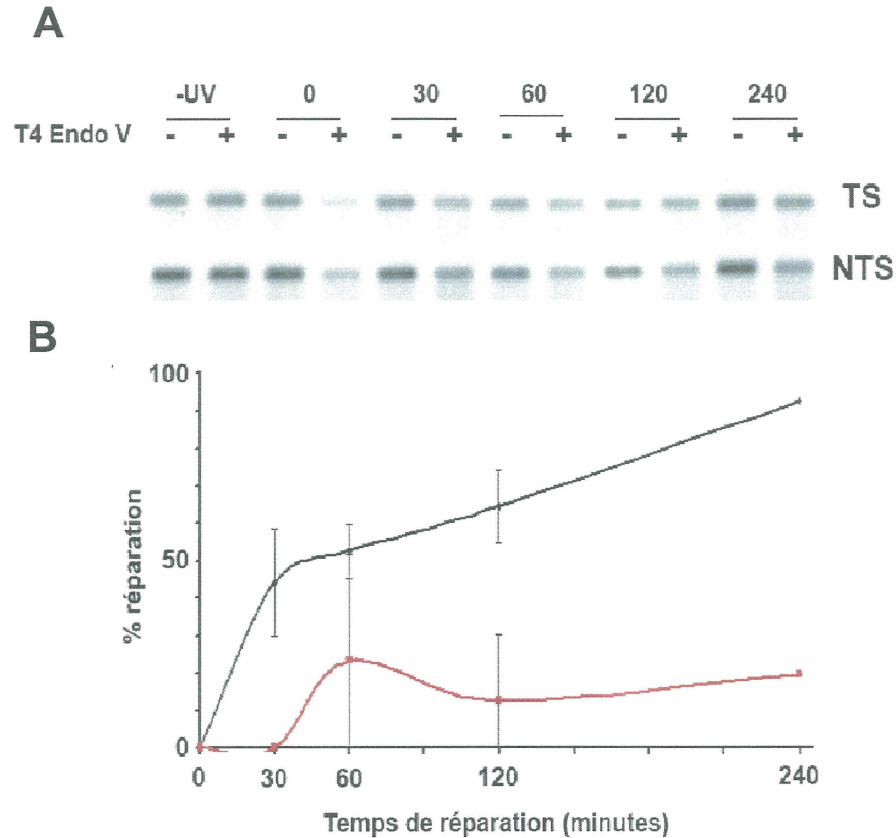 A
-UV 0 30 60 120 240
T4 Endo V - + - + - + - + - + - +
TS
NTS
B
100
50
0
% réparation
0 30 60 120 240
Temps de réparation (minutes)